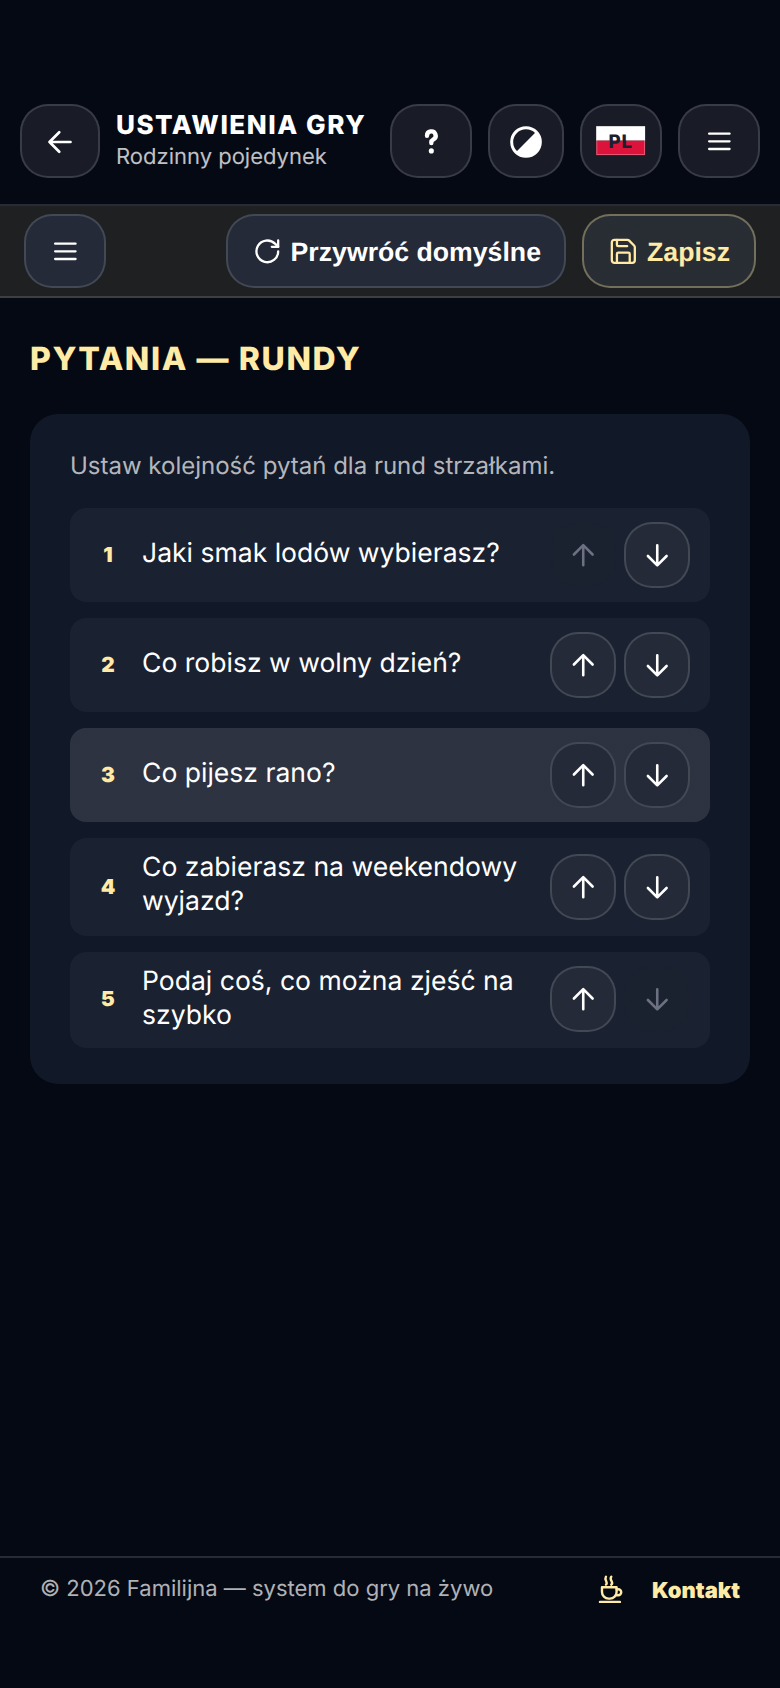 USTAWIENIA GRY
Rodzinny pojedynek
?
PL
Przywróć domyślne
Zapisz
PYTANIA — RUNDY
Ustaw kolejność pytań dla rund strzałkami.
1 Jaki smak lodów wybierasz?
2 Co robisz w wolny dzień?
3 Co pijesz rano?
4 Co zabierasz na weekendowy
wyjazd?
5 Podaj coś, co można zjeść na
szybko
© 2026 Familijna — system do gry na żywo
Kontakt